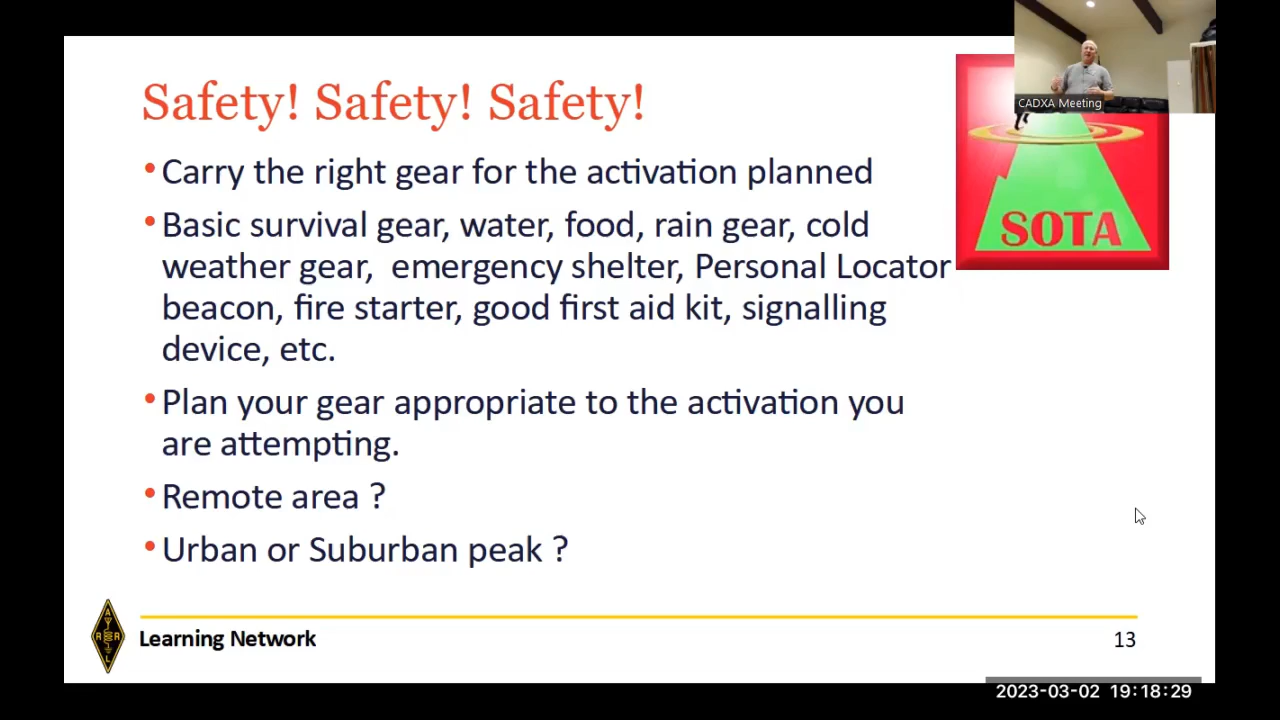 Safety! Safety! Safety!
CADXA Meeting
SOTA
•Carry the right gear for the activation planned
•Basic survival gear, water, food, rain gear, cold
weather gear,  emergency shelter, Personal Locator
beacon, fire starter, good first aid kit, signalling
device, etc.
•Plan your gear appropriate to the activation you
are attempting.
•Remote area ?
•Urban or Suburban peak ?
A
R R
L
Learning Network
13
2023-03-02 19:18:29